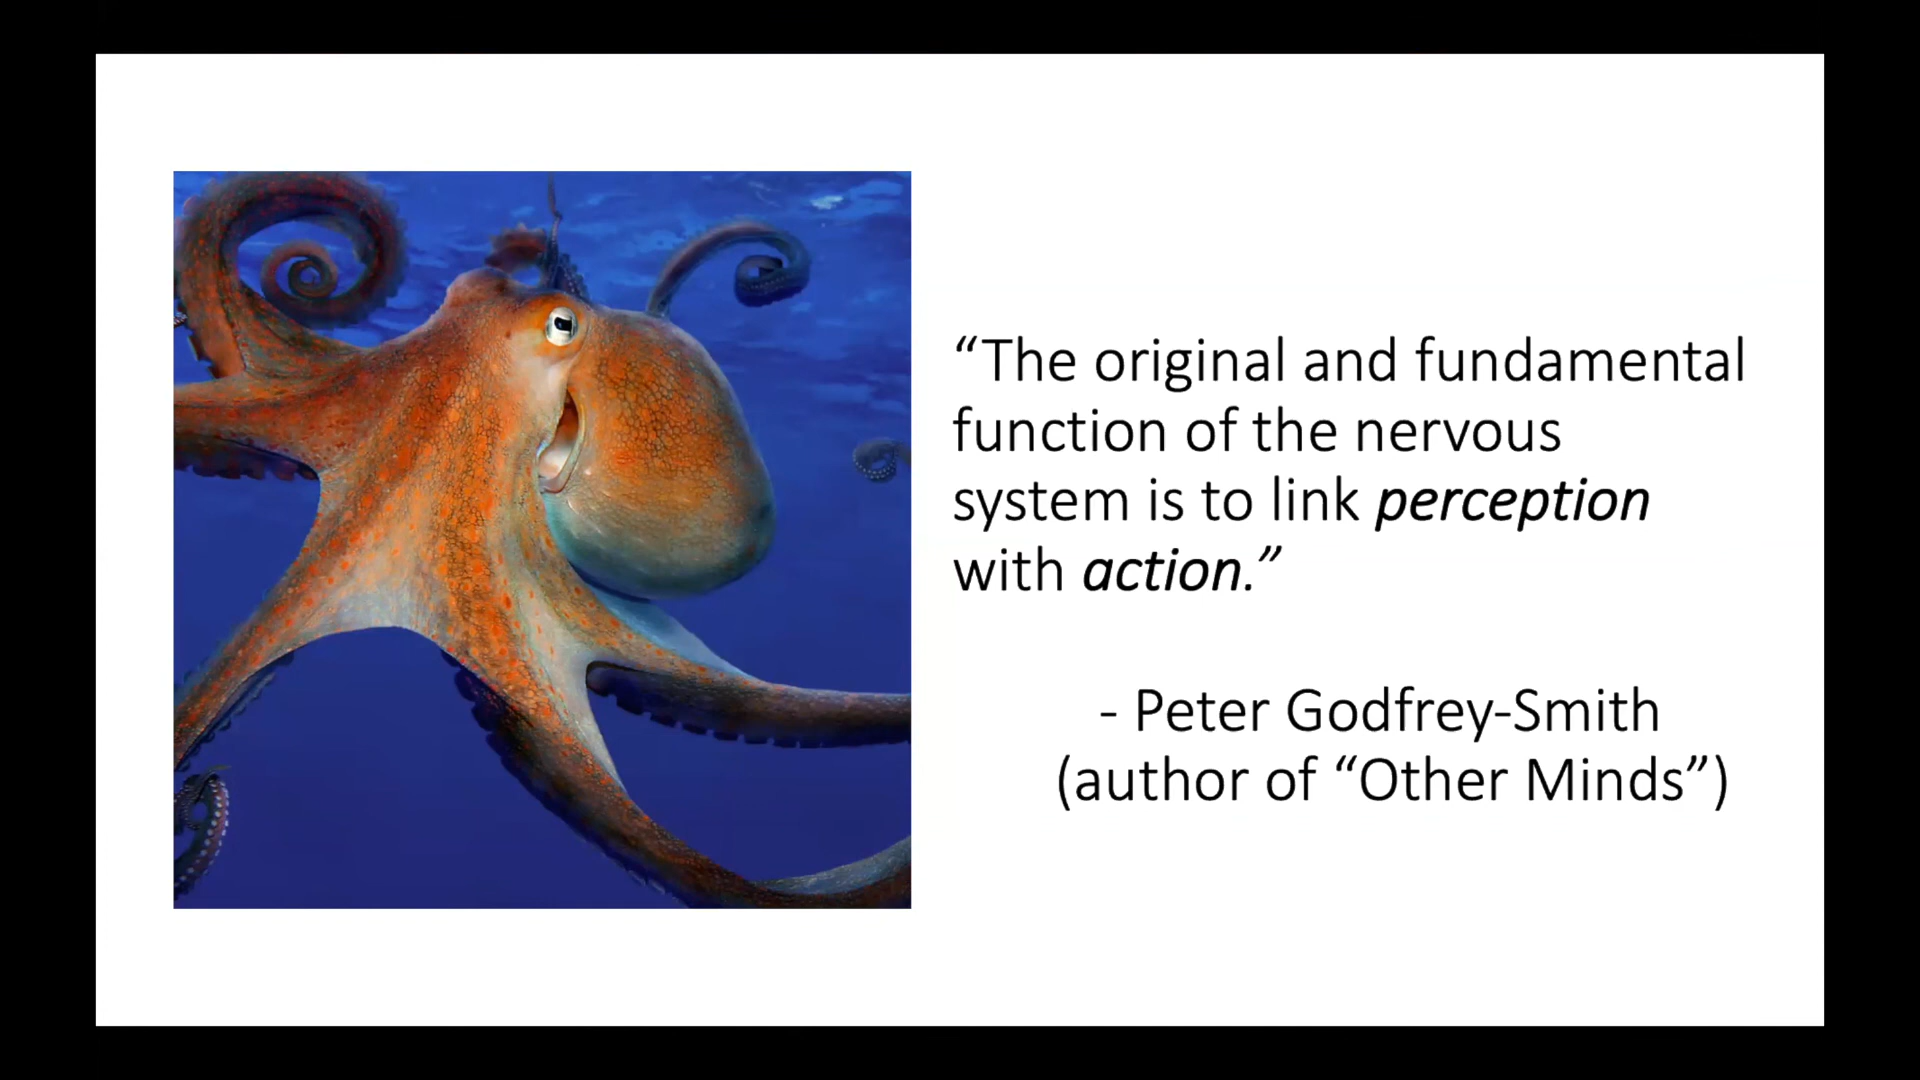 “The original and fundamental
function of the nervous
system is to link perception
with action.”
- Peter Godfrey-Smith
(author of “Other Minds”)